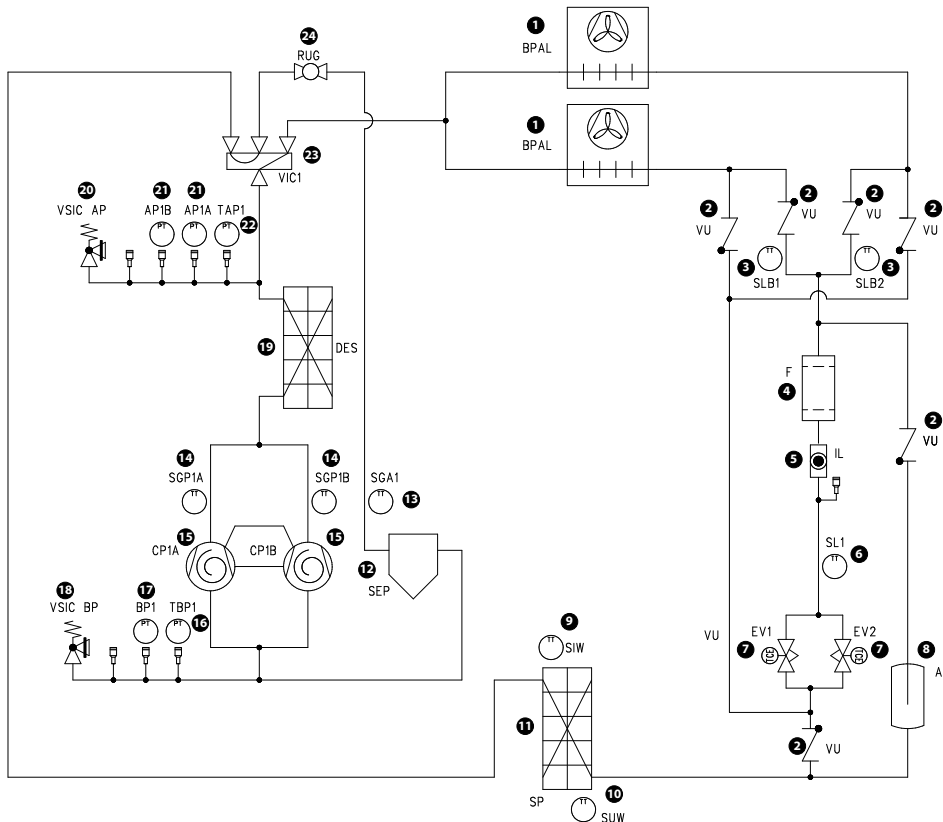 24
RUG
1
BPAL
1
BPAL
23
VIC1
20
VSIC AP
21
AP1B
PT
21
AP1A
PT
TAP1
PT
22
2
VU
2
VU
2
VU
2
VU
3
TT
SLB1
TT
3
SLB2
19
DES
F
4
2
VU
5
IL
14
SGP1A
TT
14
SGP1B
TT
SGA1
TT
13
15
CP1A
CP1B
15
12
SEP
SL1
TT
6
18
VSIC BP
17
BP1
PT
TBP1
PT
16
9
TT
SIW
VU
EV1
7
TCE
EV2
TCE
7
8
A
11
SP
2
VU
10
TT
SUW